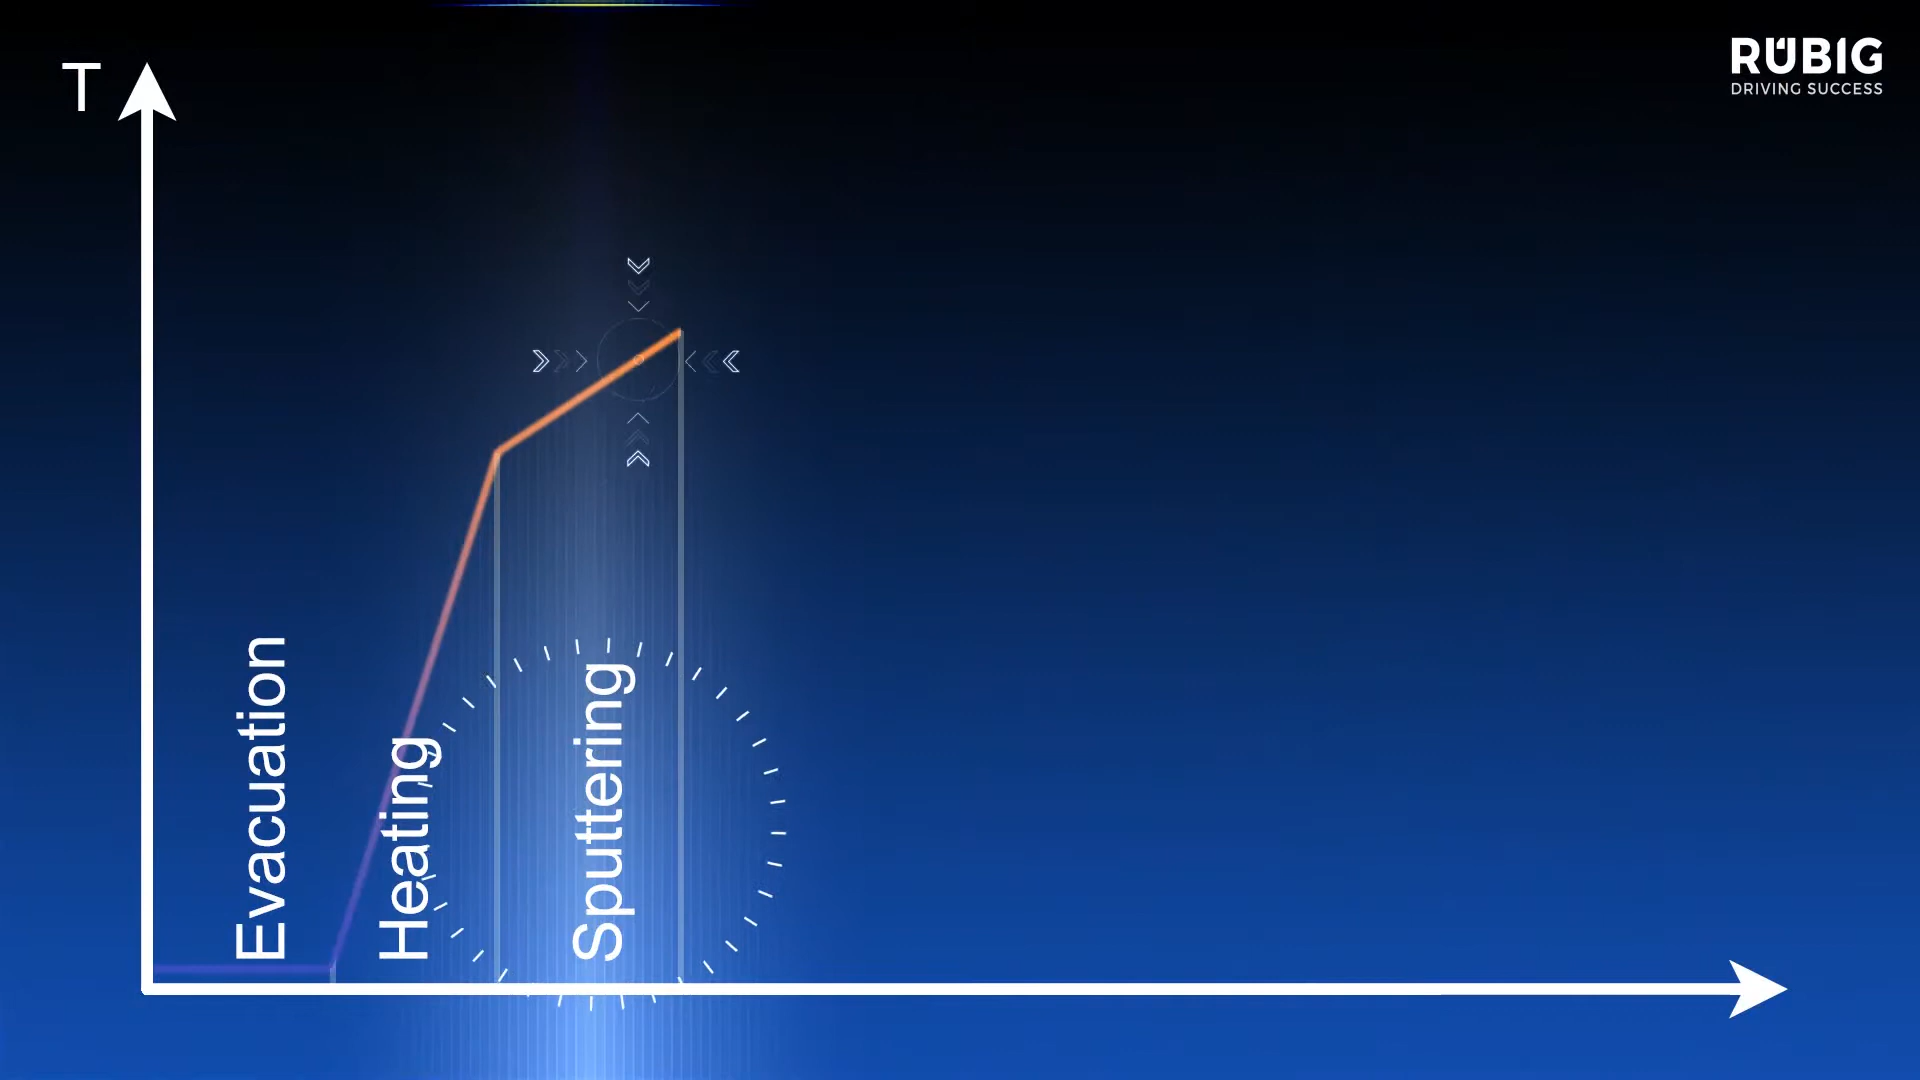 T
RÜBIG
DRIVING SUCCESS
Evacuation
Heating
Sputtering